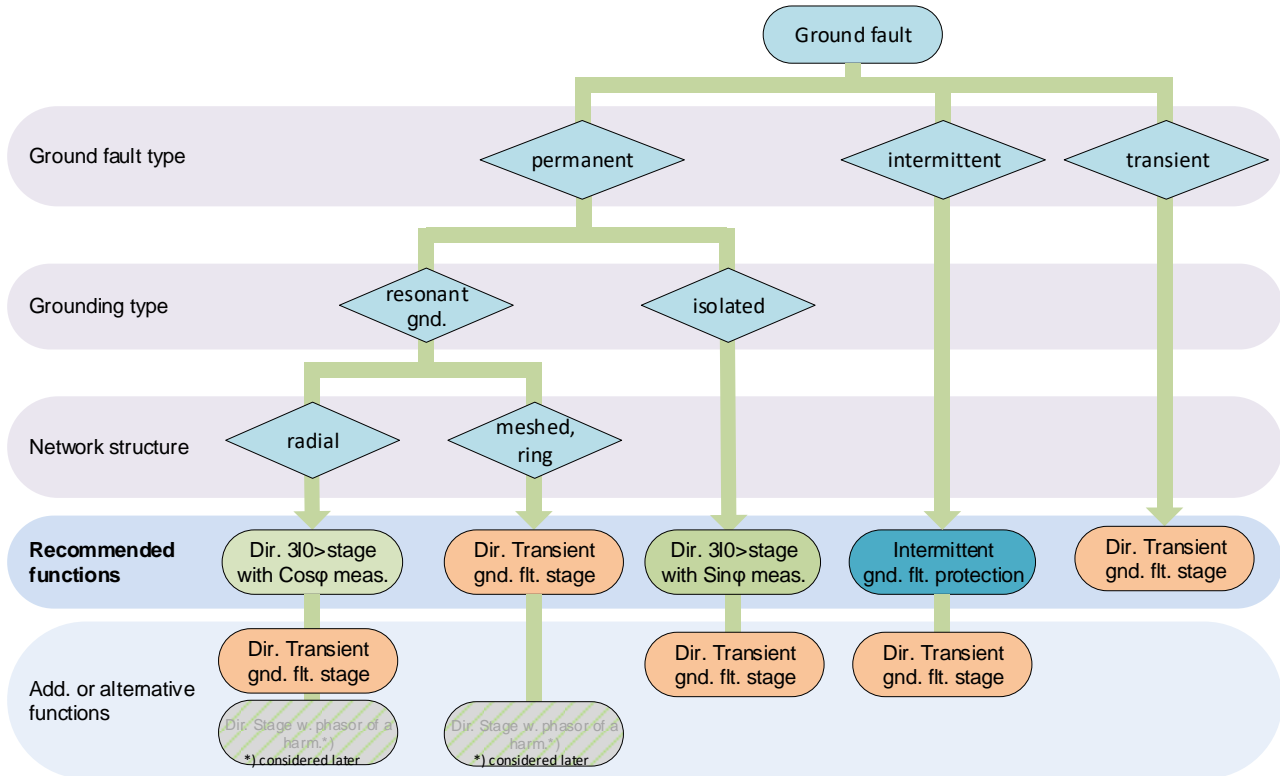 Ground fault
Ground fault type
permanent
intermittent
transient
Grounding type
resonant
gnd.
isolated
Network structure
radial
meshed,
ring
Recommended
functions
Dir. 3I0>stage
with Cosφ meas.
Dir. Transient
gnd. flt. stage
Dir. 3I0>stage
with Sinφ meas.
Intermittent
gnd. flt. protection
Dir. Transient
gnd. flt. stage
Add. or alternative
functions
Dir. Transient
gnd. flt. stage
Dir. Transient
gnd. flt. stage
Dir. Transient
gnd. flt. stage
Dir. Stage w. phasor of a
harm.*)
*) considered later
Dir. Stage w. phasor of a
harm.*)
*) considered later